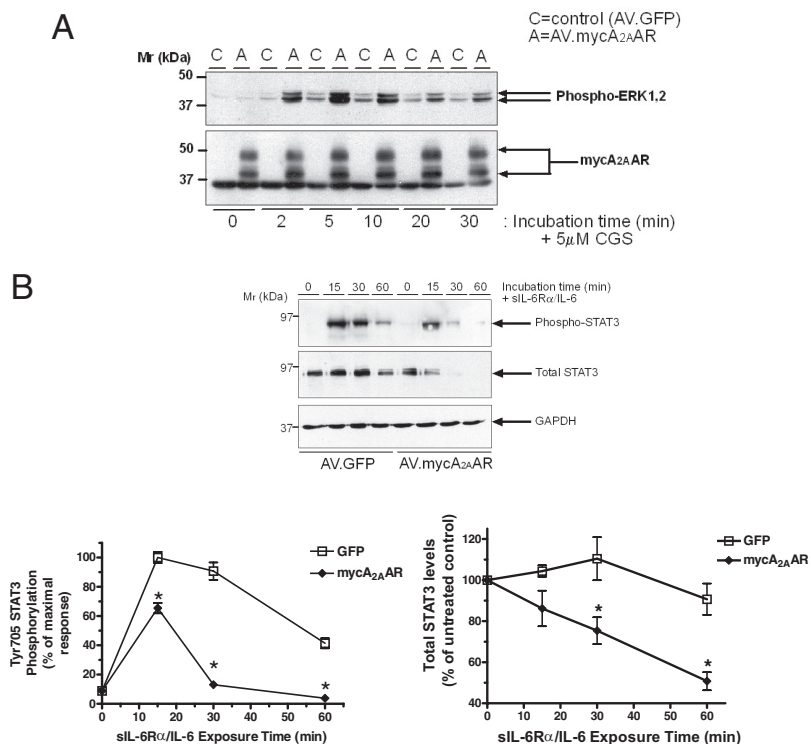 A
C=control (AV.GFP)
A=AV.mycA2AAR
Mr (kDa)
C A C A C A C A C A C A
50
37
Phospho-ERK1,2
50
37
mycA2AAR
0 2 5 10 20 30 : Incubation time (min)
+ 5µM CGS
B
Mr (kDa)
0 15 30 60 0 15 30 60 Incubation time (min)
+ sIL-6Rα/IL-6
97
Phospho-STAT3
97
Total STAT3
37
GAPDH
AV.GFP AV.mycA2AAR
Tyr705 STAT3
Phosphorylation
(% of maximal
response)
100
80
60
40
20
0
GFP
mycA2AAR
*
*
*
0 10 20 30 40 50 60
sIL-6Rα/IL-6 Exposure Time (min)
Total STAT3 levels
(% of untreated control)
120
100
80
60
40
GFP
mycA2AAR
*
*
0 10 20 30 40 50 60
sIL-6Rα/IL-6 Exposure Time (min)